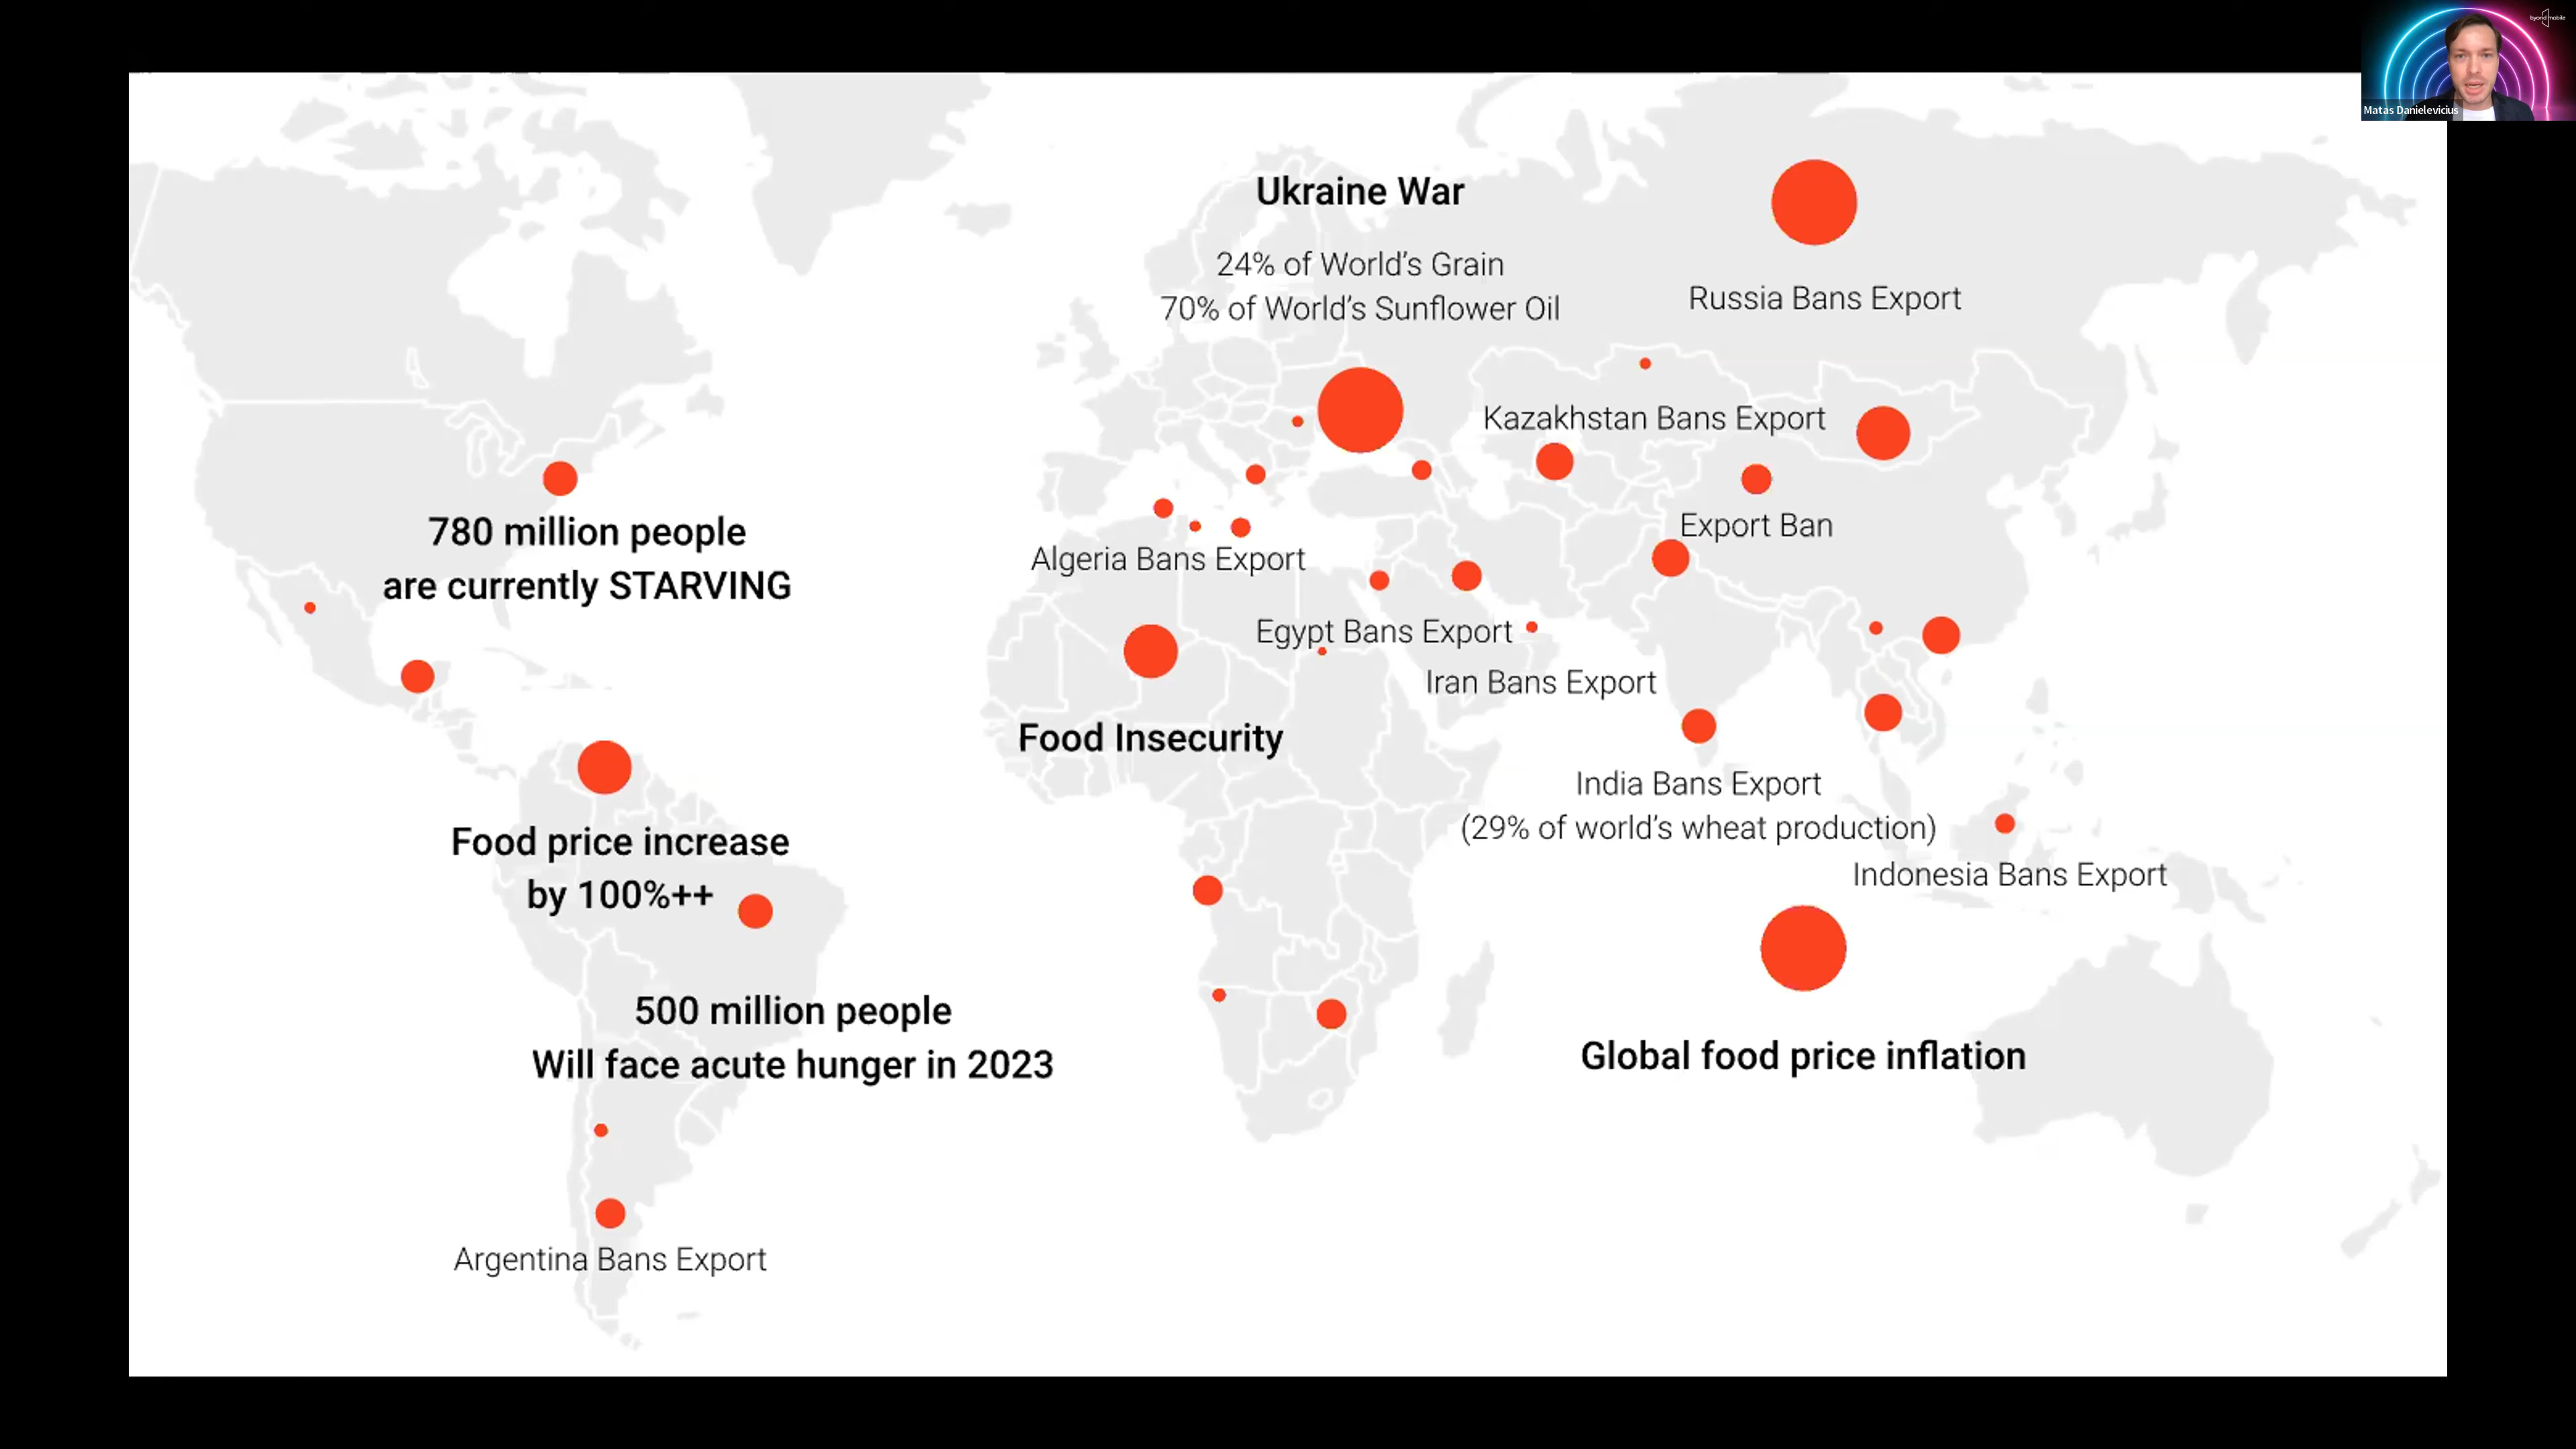 byond mobile
Matas Danielevicius
Ukraine War
24% of World's Grain
70% of World's Sunflower Oil
Russia Bans Export
Kazakhstan Bans Export
Export Ban
780 million people
are currently STARVING
Algeria Bans Export
Egypt Bans Export
Iran Bans Export
Food Insecurity
India Bans Export
(29% of world's wheat production)
Indonesia Bans Export
Food price increase
by 100%++
500 million people
Will face acute hunger in 2023
Global food price inflation
Argentina Bans Export